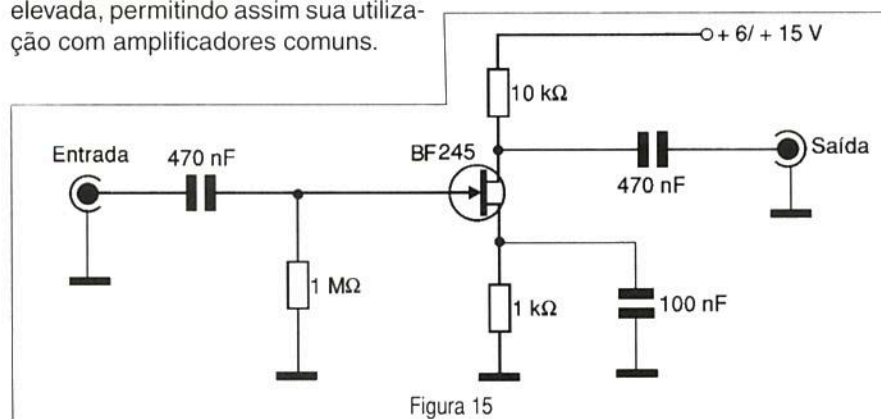 elevada, permitindo assim sua utiliza-
ção com amplificadores comuns.
+ 6/ + 15 V
10 kΩ
Entrada
470 nF
BF245
Saída
470 nF
1 MΩ
1 kΩ
100 nF
Figura 15